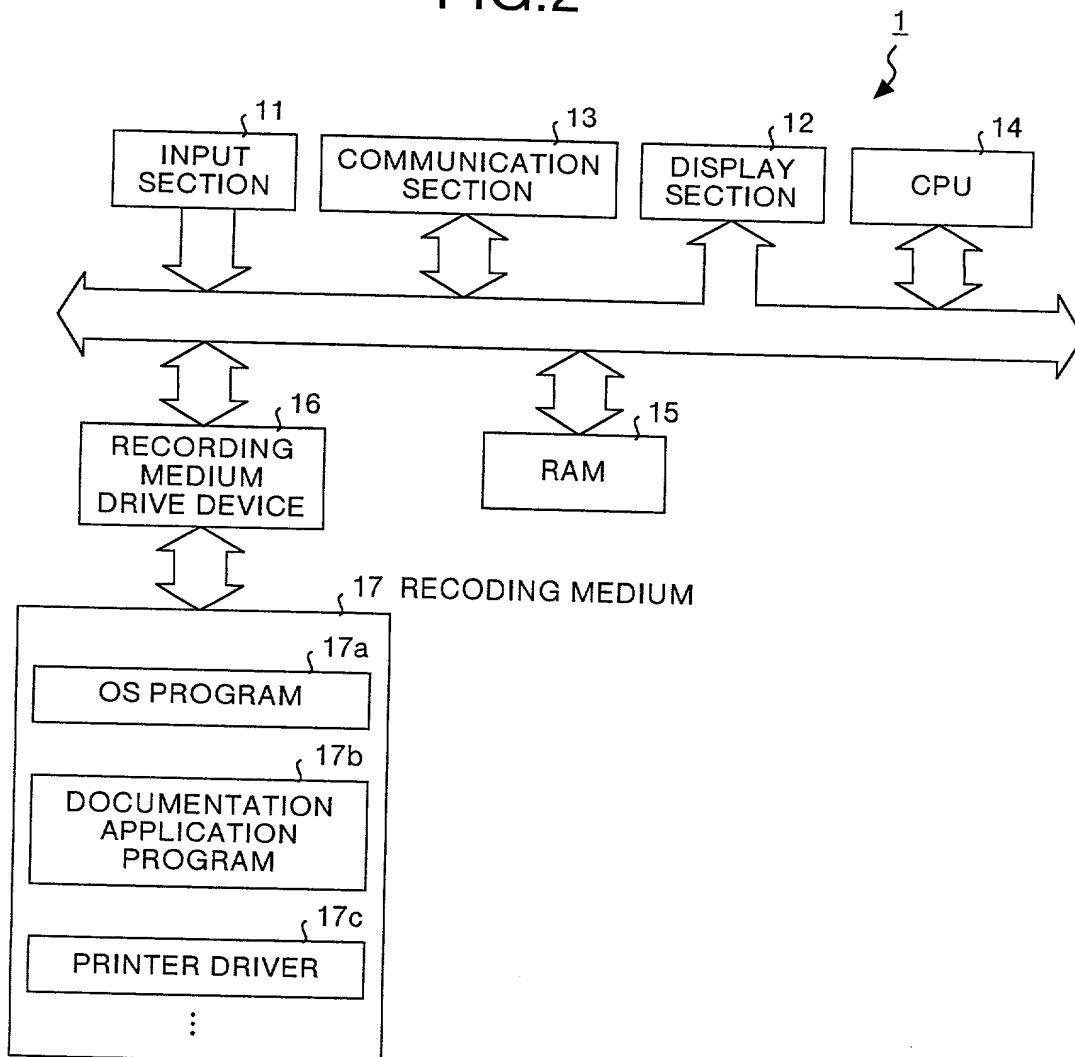 FIG.2
1
11
INPUT
SECTION
13
COMMUNICATION
SECTION
12
DISPLAY
SECTION
14
CPU
16
RECORDING
MEDIUM
DRIVE DEVICE
15
RAM
17 RECODING MEDIUM
17a
OS PROGRAM
17b
DOCUMENTATION
APPLICATION
PROGRAM
17c
PRINTER DRIVER
⋮